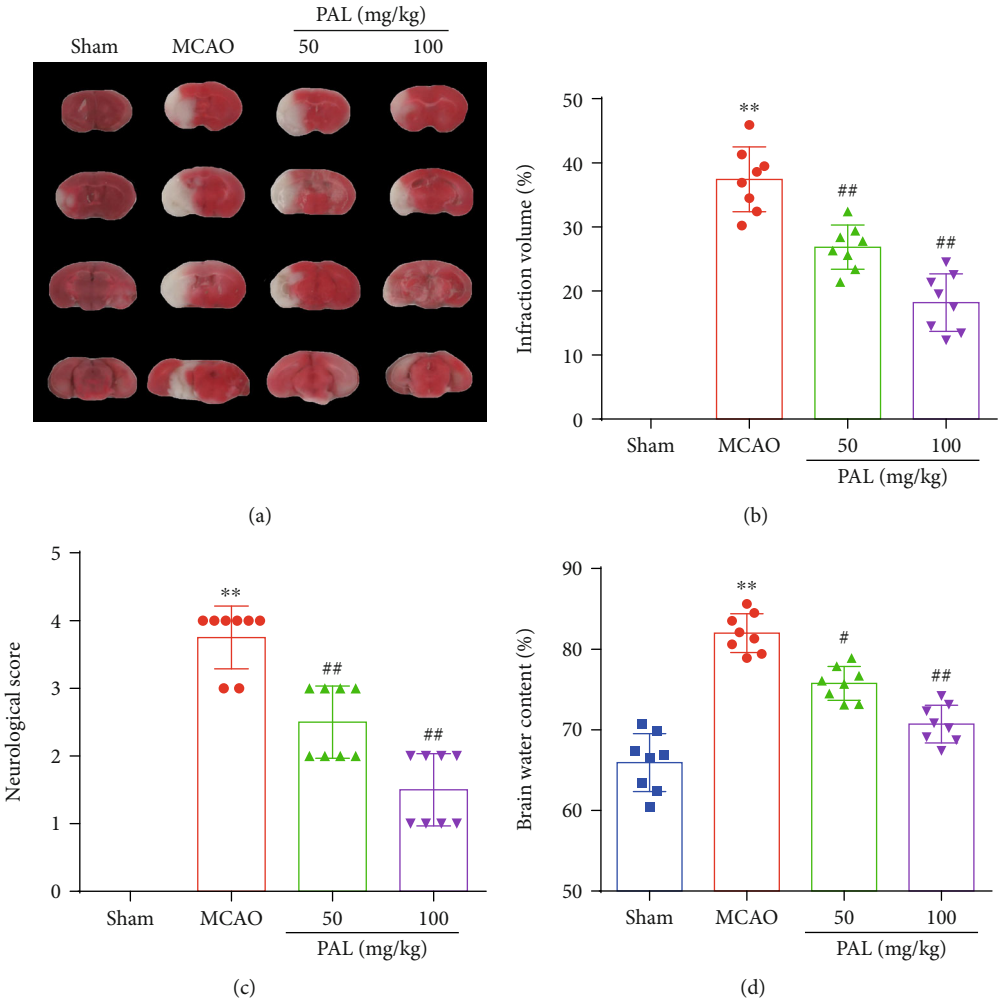 PAL (mg/kg)
Sham MCAO 50 100
(a)
50
40
30
20
10
0
Infraction volume (%)
**
##
##
Sham MCAO 50 100
PAL (mg/kg)
(b)
5
4
3
2
1
0
Neurological score
**
##
##
Sham MCAO 50 100
PAL (mg/kg)
(c)
90
80
70
60
50
Brain water content (%)
**
#
##
Sham MCAO 50 100
PAL (mg/kg)
(d)